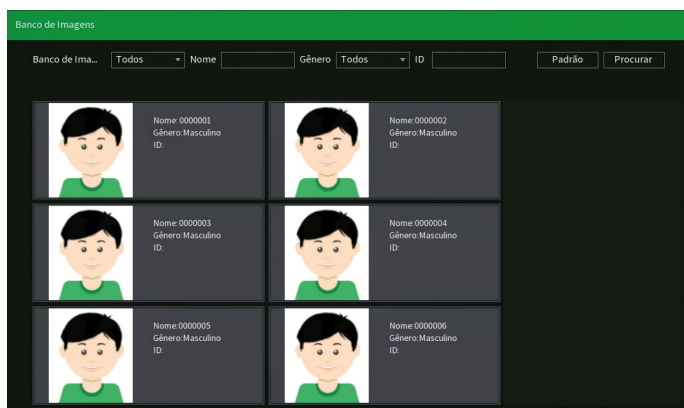 Banco de Imagens
Banco de Ima... Todos Nome Gênero Todos ID Padrão Procurar
Nome:0000001
Gênero:Masculino
ID:
Nome:0000002
Gênero:Masculino
ID:
Nome:0000003
Gênero:Masculino
ID:
Nome:0000004
Gênero:Masculino
ID:
Nome:0000005
Gênero:Masculino
ID:
Nome:0000006
Gênero:Masculino
ID: